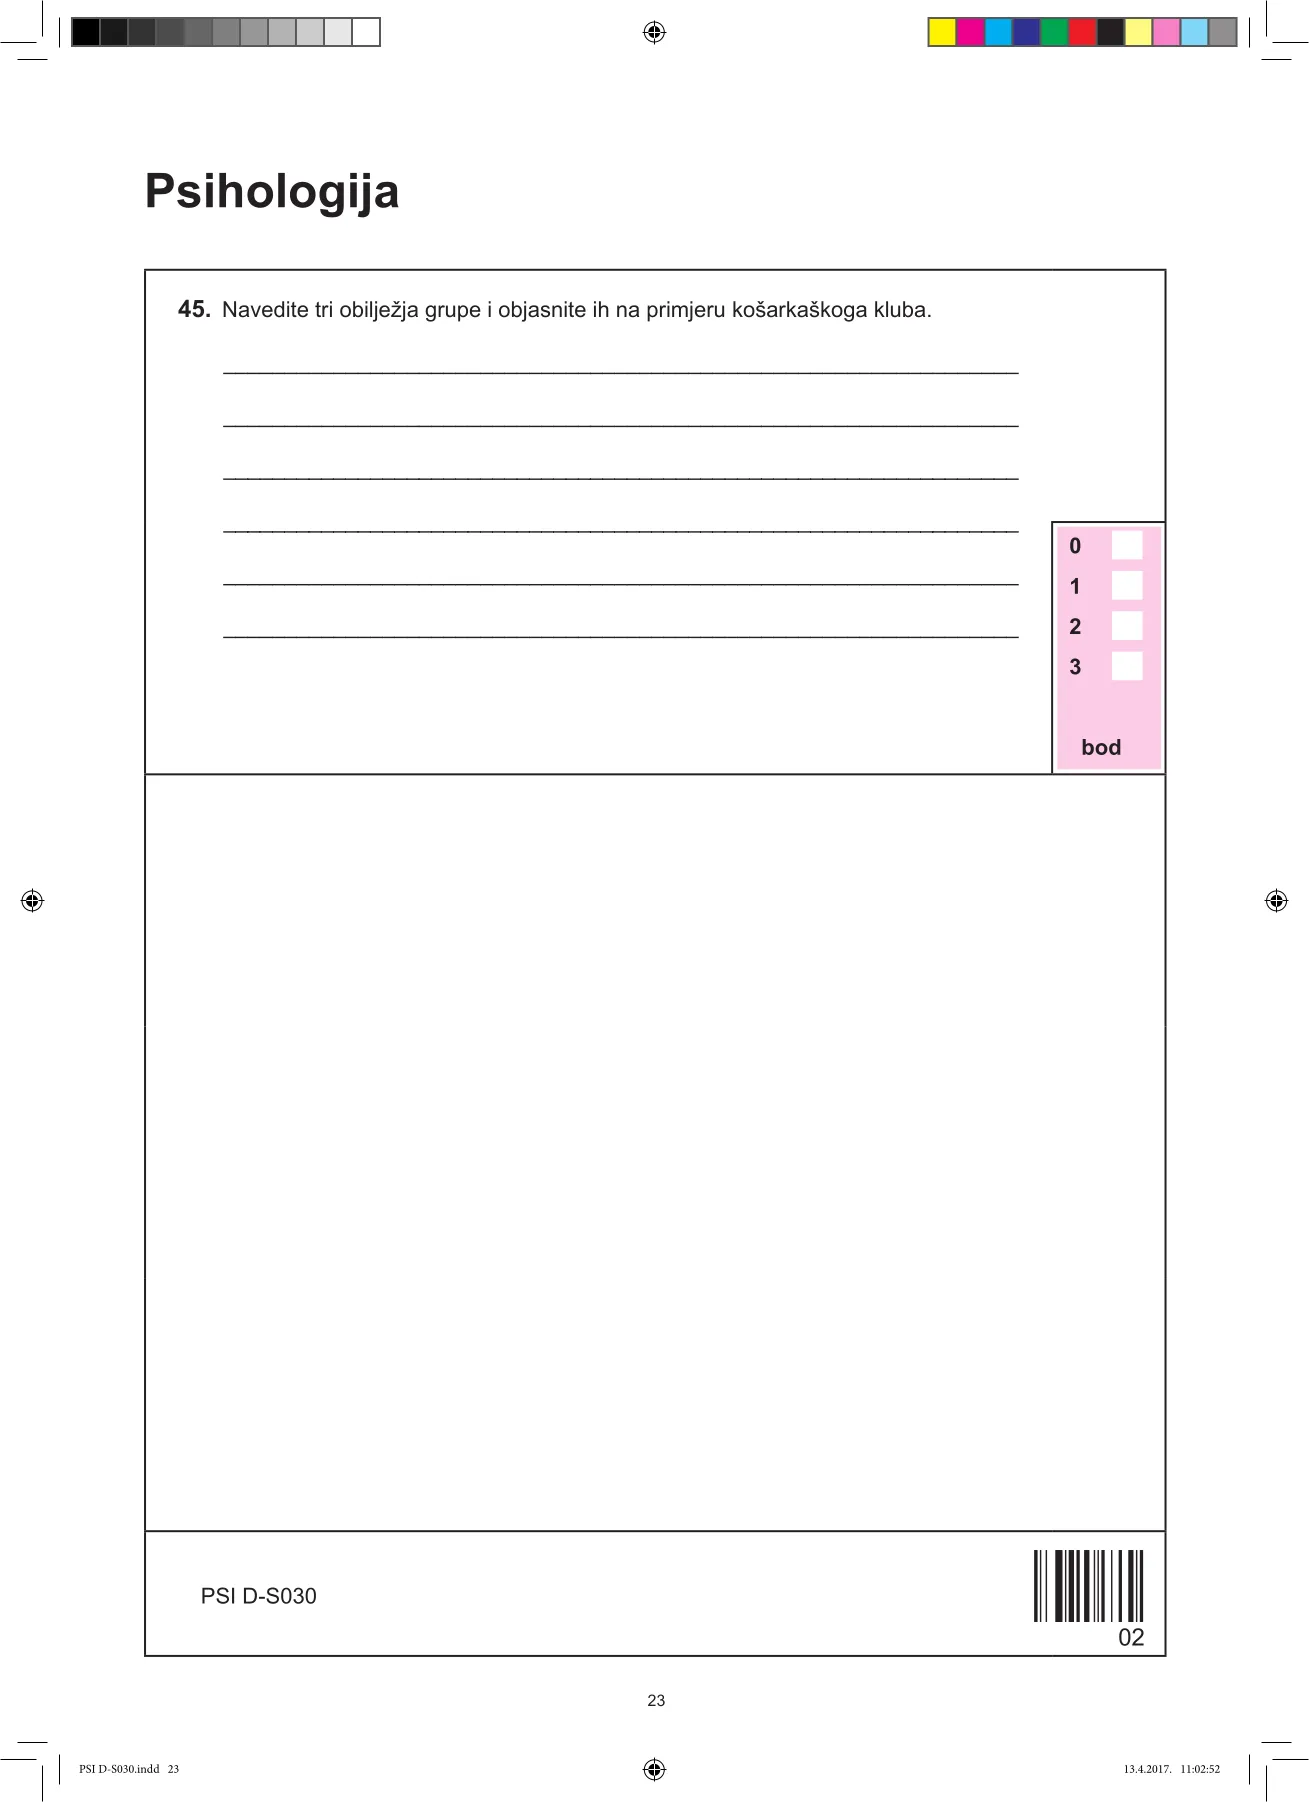 Psihologija
45. Navedite tri obilježja grupe i objasnite ih na primjeru košarkaškoga kluba.
0
1
2
3
bod
PSI D-S030
02
23
PSI D-S030.indd 23
13.4.2017. 11:02:52